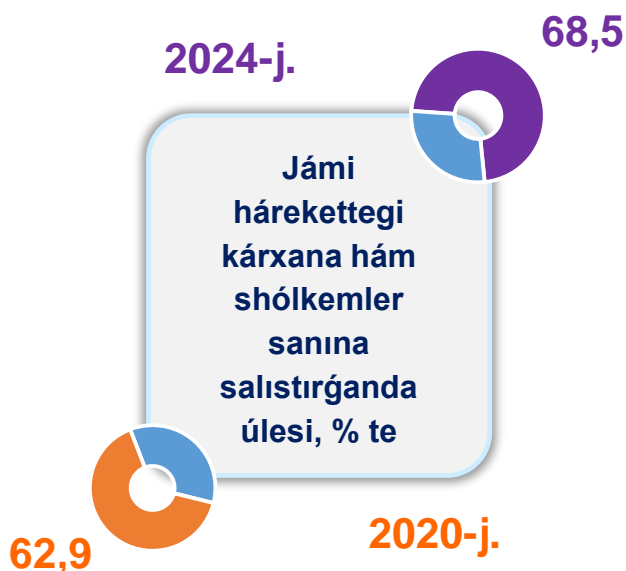 68,5
2024-j.
Jámi
hárekettegi
kárxana hám
shólkemler
sanına
salıstırǵanda
úlesi, % te
2020-j.
62,9